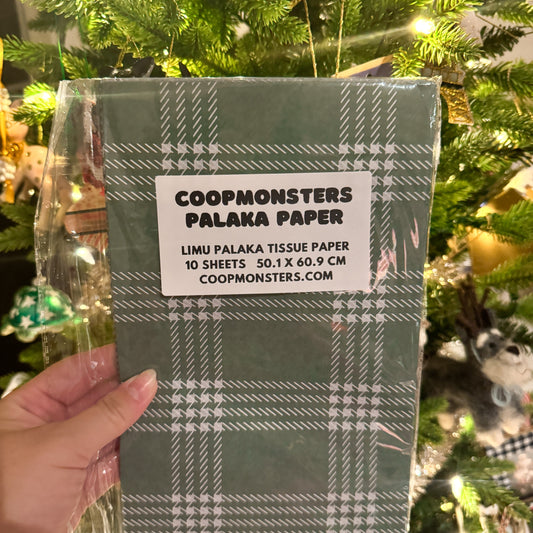 COOPMONSTERS
PALAKA PAPER
LIMU PALAKA TISSUE PAPER
10 SHEETS 50.1 X 60.9 CM
COOPMONSTERS.COM